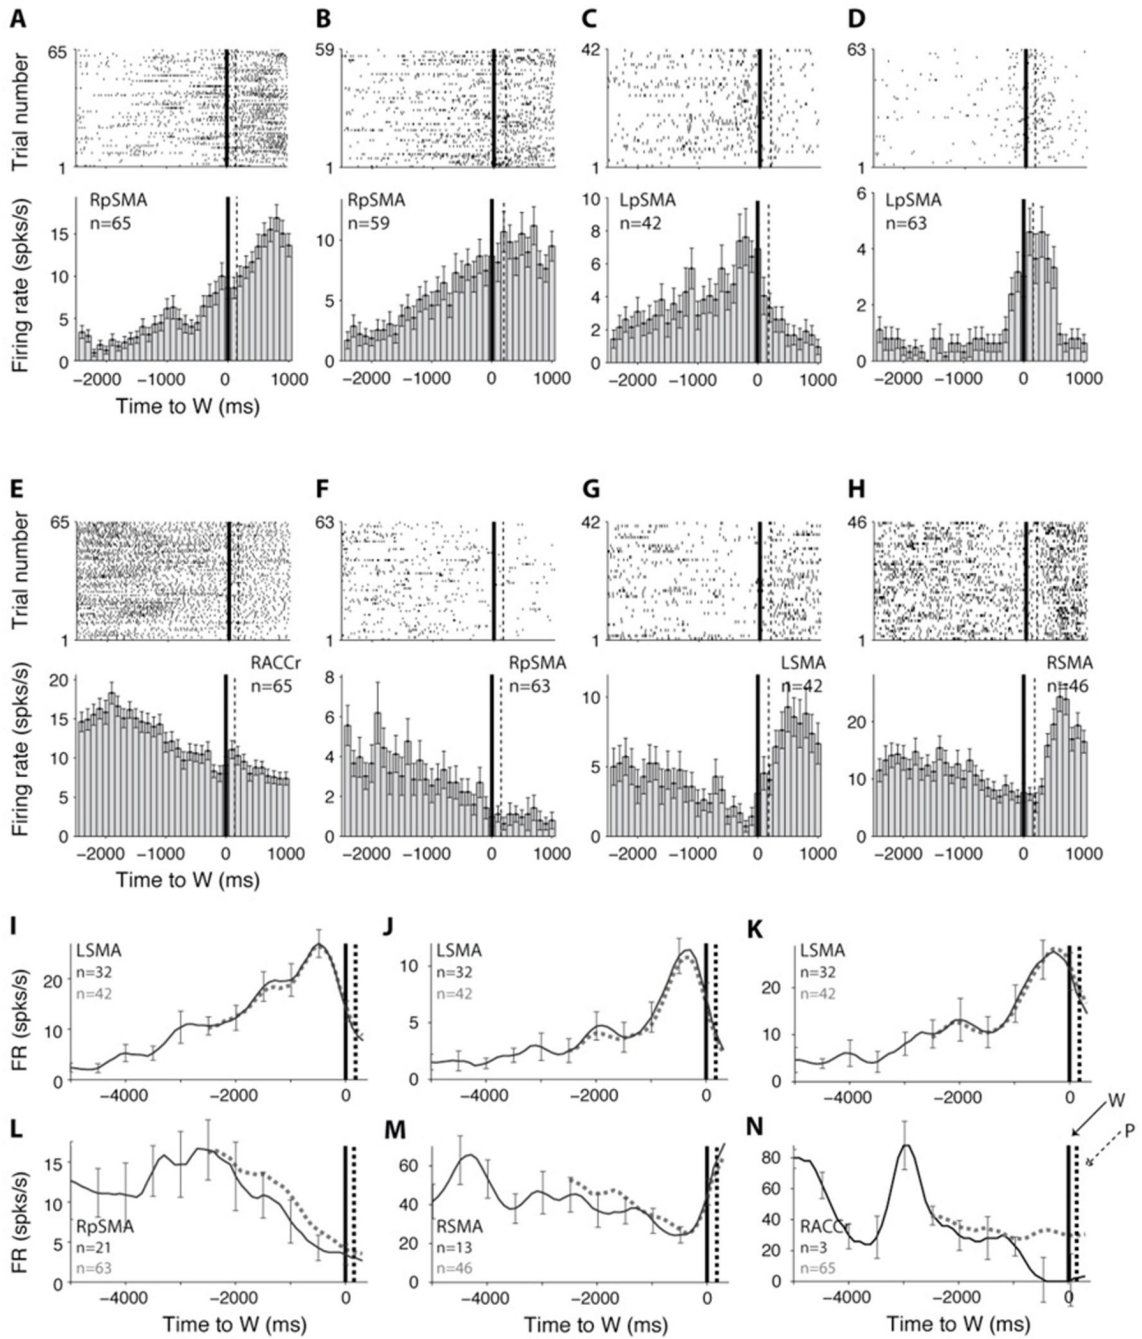 A B C D
65 59 42 63
Trial number
1 1 1 1
RpSMA RpSMA LpSMA LpSMA
n=65 n=59 n=42 n=63
Firing rate (spks/s)
15 10 5 0
10 5 0
10 8 6 4 2 0
6 4 2 0
−2000 −1000 0 1000 −2000 −1000 0 1000 −2000 −1000 0 1000 −2000 −1000 0 1000
Time to W (ms)
E F G H
65 63 42 46
Trial number
1 1 1 1
RACCr RpSMA LSMA RSMA
n=65 n=63 n=42 n=46
Firing rate (spks/s)
20 15 10 5 0
8 6 4 2 0
10 5 0
20 10 0
−2000 −1000 0 1000 −2000 −1000 0 1000 −2000 −1000 0 1000 −2000 −1000 0 1000
Time to W (ms)
I J K
LSMA LSMA LSMA
n=32 n=32 n=32
n=42 n=42 n=42
FR (spks/s)
20 10 0
10 5 0
20 10 0
−4000 −2000 0 −4000 −2000 0 −4000 −2000 0
W
P
L M N
RpSMA RSMA RACCr
n=21 n=13 n=3
n=63 n=46 n=65
FR (spks/s)
15 10 5 0
60 40 20 0
80 60 40 20 0
−4000 −2000 0 −4000 −2000 0 −4000 −2000 0
Time to W (ms) Time to W (ms) Time to W (ms)